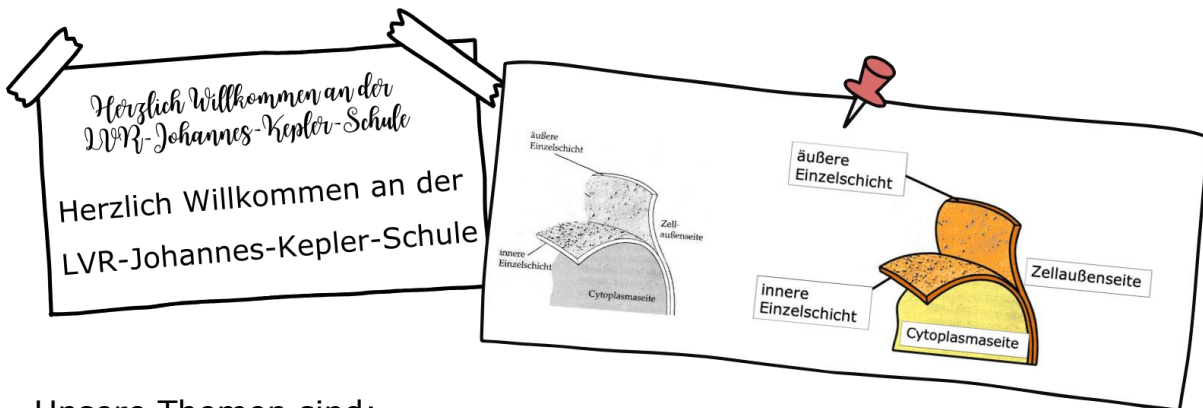 Herzlich Willkommen an der
LVR-Johannes-Kepler-Schule
Herzlich Willkommen an der
LVR-Johannes-Kepler-Schule
äußere
Einzelschicht
Zell-
außenseite
innere
Einzelschicht
Cytoplasmaseite
äußere
Einzelschicht
Zellaußenseite
innere
Einzelschicht
Cytoplasmaseite
Unsere Themen sind: